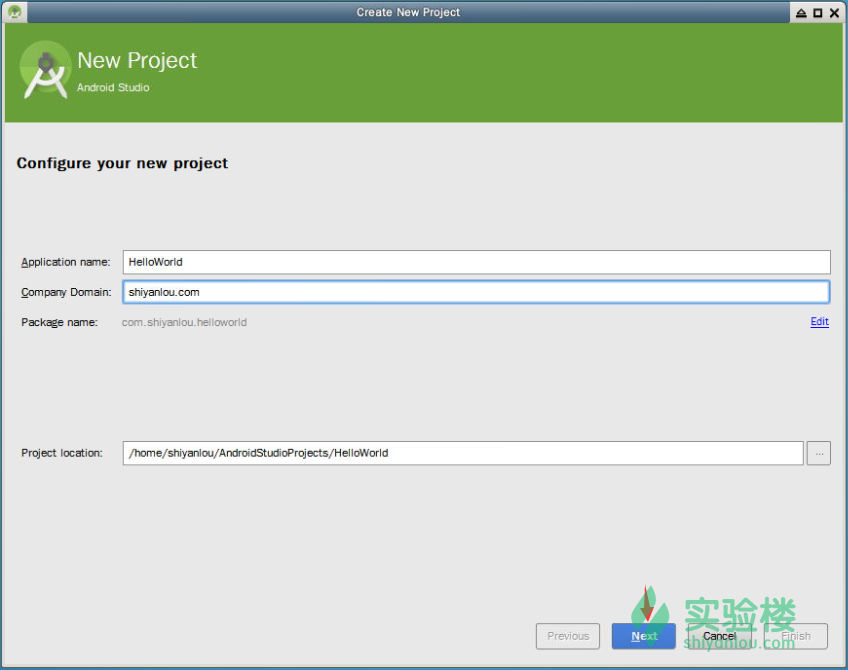 Create New Project
New Project
Android Studio
Configure your new project
Application name: HelloWorld
Company Domain: shiyanlou.com
Package name: com.shiyanlou.helloworld Edit
Project location: /home/shiyanlou/AndroidStudioProjects/HelloWorld ...
实验楼
Previous Next Cancel Finish
shiyanlou.com